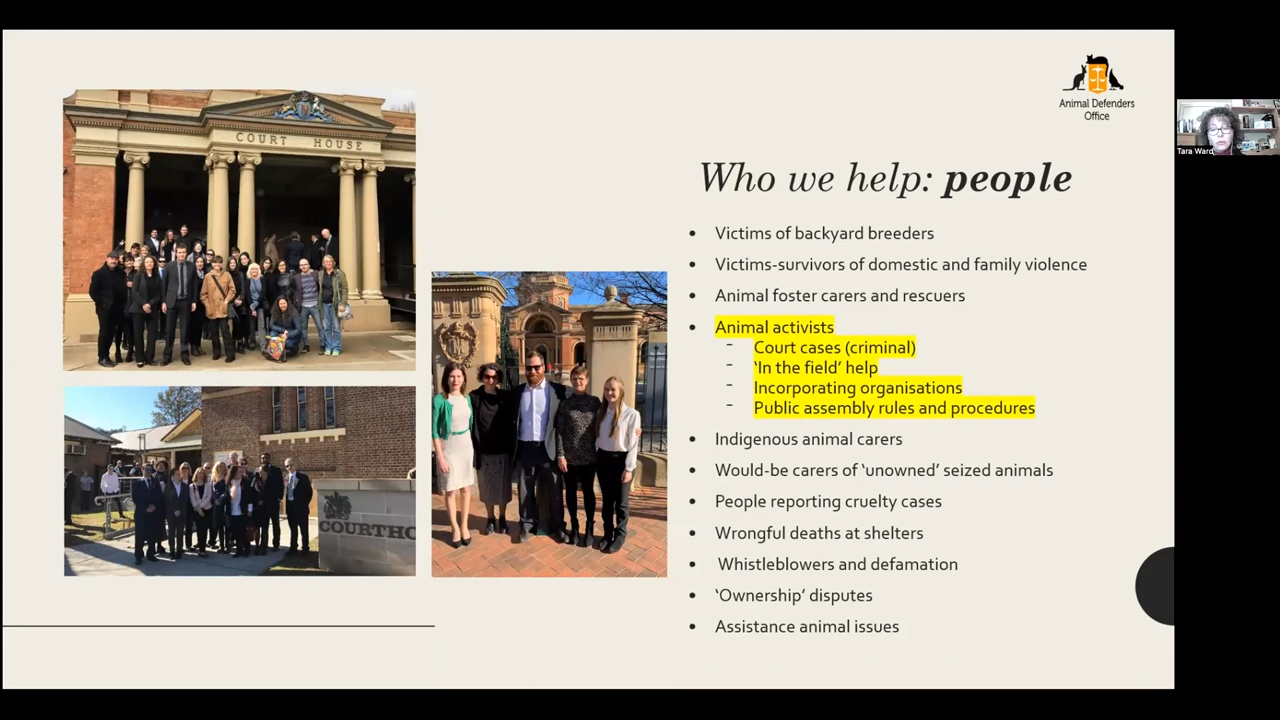 COURT HOUSE
COURTHO
Animal Defenders
Office
Tara Ward
Who we help: people
• Victims of backyard breeders
• Victims-survivors of domestic and family violence
• Animal foster carers and rescuers
• Animal activists
- Court cases (criminal)
- ‘In the field’ help
- Incorporating organisations
- Public assembly rules and procedures
• Indigenous animal carers
• Would-be carers of ‘unowned’ seized animals
• People reporting cruelty cases
• Wrongful deaths at shelters
• Whistleblowers and defamation
• ‘Ownership’ disputes
• Assistance animal issues